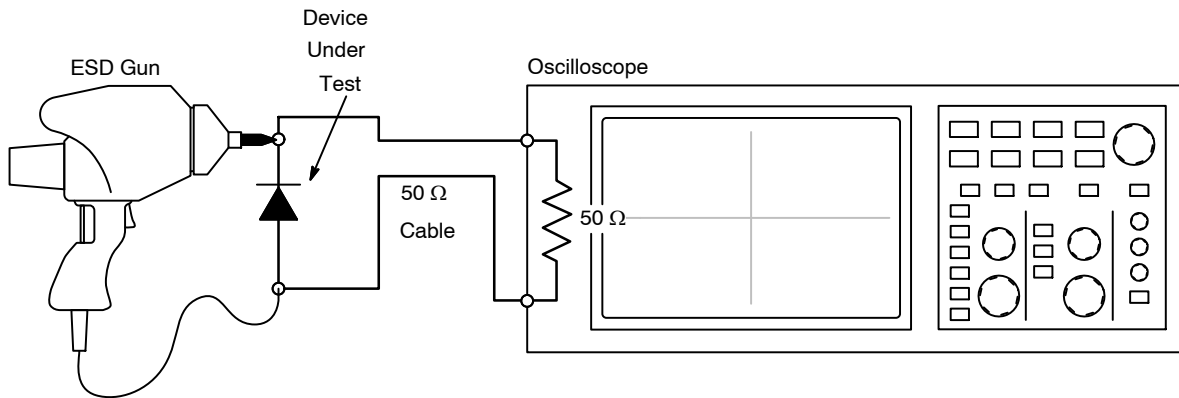 Device
Under
Test
ESD Gun
Oscilloscope
50 Ω
Cable
50 Ω